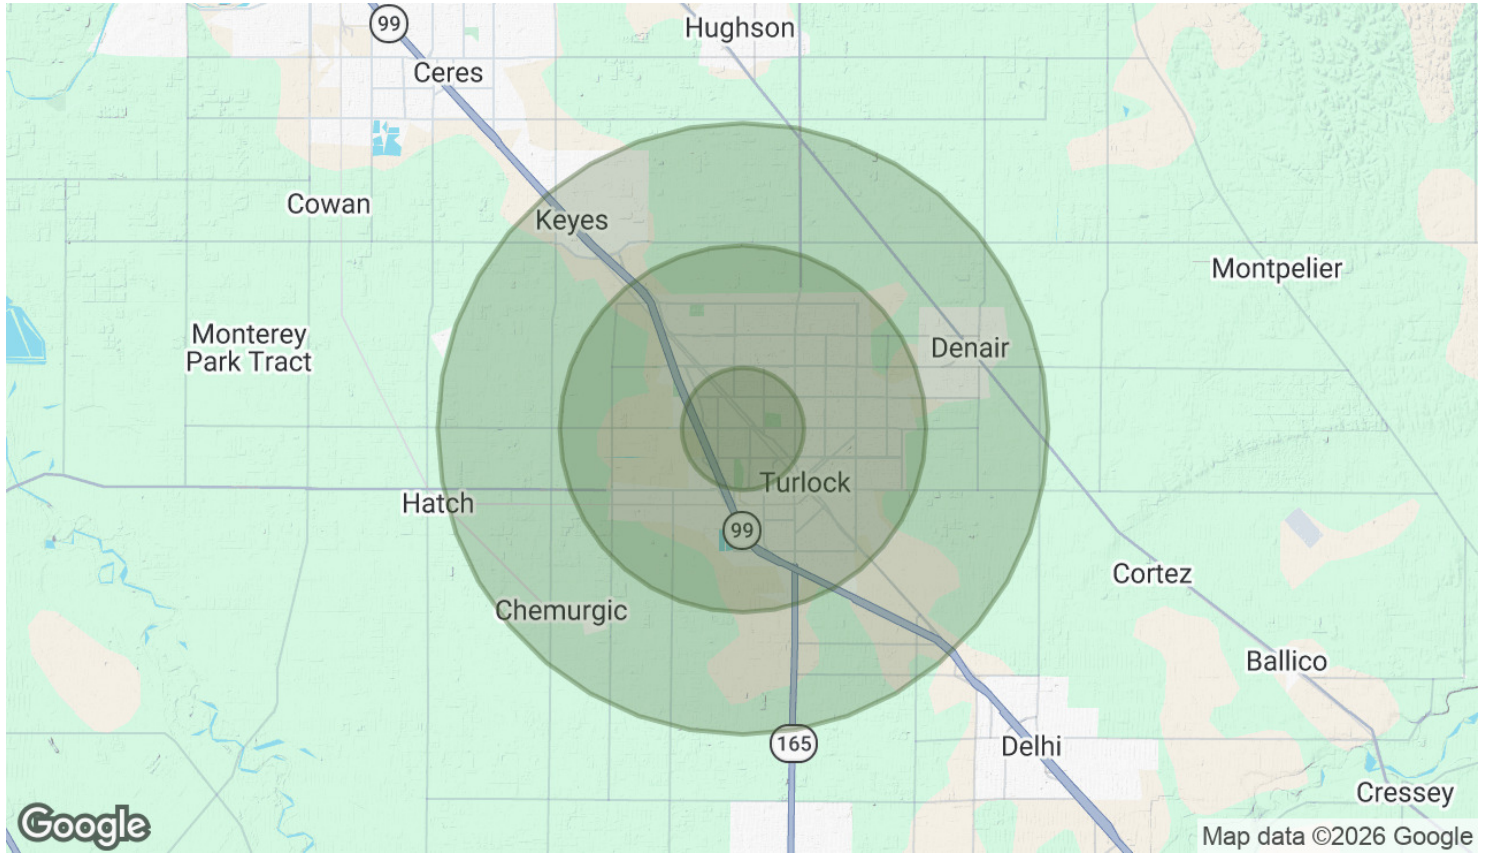 99
Hughson
Ceres
Cowan
Keyes
Montpelier
Monterey
Park Tract
Denair
Turlock
Hatch
99
Cortez
Chemurgic
Ballico
165
Delhi
Cressey
Google
Map data ©2026 Google